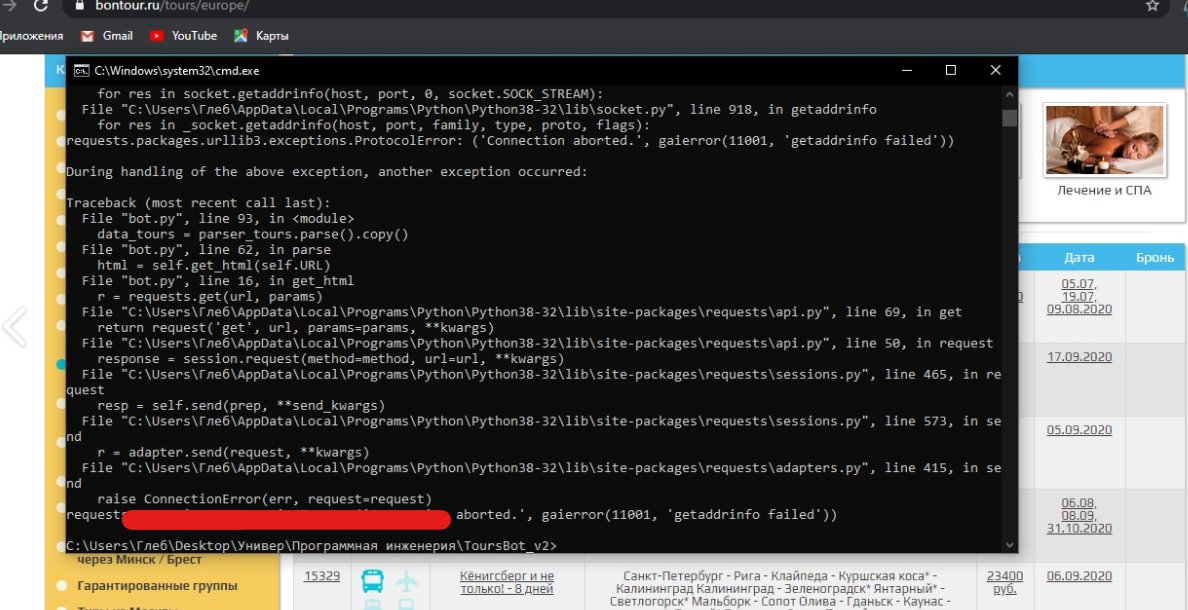 bontour.ru/tours/europe/
Приложения
Gmail
YouTube
Карты
C:\Windows\system32\cmd.exe
for res in socket.getaddrinfo(host, port, 0, socket.SOCK_STREAM):
File "C:\Users\Глеб\AppData\Local\Programs\Python\Python38-32\lib\socket.py", line 918, in getaddrinfo
for res in _socket.getaddrinfo(host, port, family, type, proto, flags):
requests.packages.urllib3.exceptions.ProtocolError: ('Connection aborted.', gaierror(11001, 'getaddrinfo failed'))
During handling of the above exception, another exception occurred:
Traceback (most recent call last):
File "bot.py", line 93, in <module>
data_tours = parser_tours.parse().copy()
File "bot.py", line 62, in parse
html = self.get_html(self.URL)
File "bot.py", line 16, in get_html
r = requests.get(url, params)
File "C:\Users\Глеб\AppData\Local\Programs\Python\Python38-32\lib\site-packages\requests\api.py", line 69, in get
return request('get', url, params=params, **kwargs)
File "C:\Users\Глеб\AppData\Local\Programs\Python\Python38-32\lib\site-packages\requests\api.py", line 50, in request
response = session.request(method=method, url=url, **kwargs)
File "C:\Users\Глеб\AppData\Local\Programs\Python\Python38-32\lib\site-packages\requests\sessions.py", line 465, in re
quest
resp = self.send(prep, **send_kwargs)
File "C:\Users\Глеб\AppData\Local\Programs\Python\Python38-32\lib\site-packages\requests\sessions.py", line 573, in se
nd
r = adapter.send(request, **kwargs)
File "C:\Users\Глеб\AppData\Local\Programs\Python\Python38-32\lib\site-packages\requests\adapters.py", line 415, in se
nd
raise ConnectionError(err, request=request)
requests
aborted.', gaierror(11001, 'getaddrinfo failed'))
C:\Users\Глеб\Desktop\Универ\Программная инженерия\ToursBot_v2>
Лечение и СПА
Дата
Бронь
05.07,
19.07,
09.08.2020
17.09.2020
05.09.2020
06.08,
08.09,
31.10.2020
через Минск / Брест
Гарантированные группы
15329
Кёнигсберг и не
только! - 8 дней
Санкт-Петербург - Рига - Клайпеда - Куршская коса* -
Калининград Калининград - Зеленоградск* Янтарный* -
Светлогорск* Мальборк - Сопот Олива - Гданьск - Каунас -
23400
руб.
06.09.2020